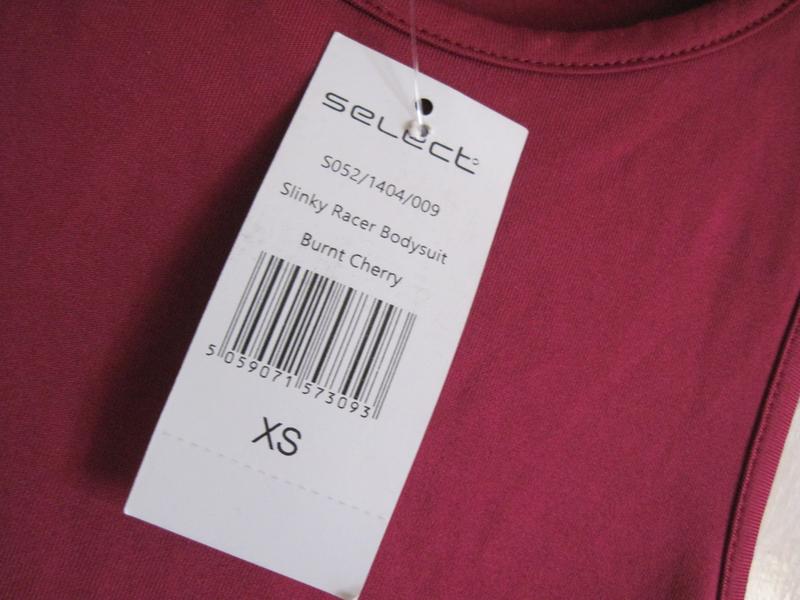 select
S052/1404/009
Slinky Racer Bodysuit
Burnt Cherry
5 059071 573093
XS